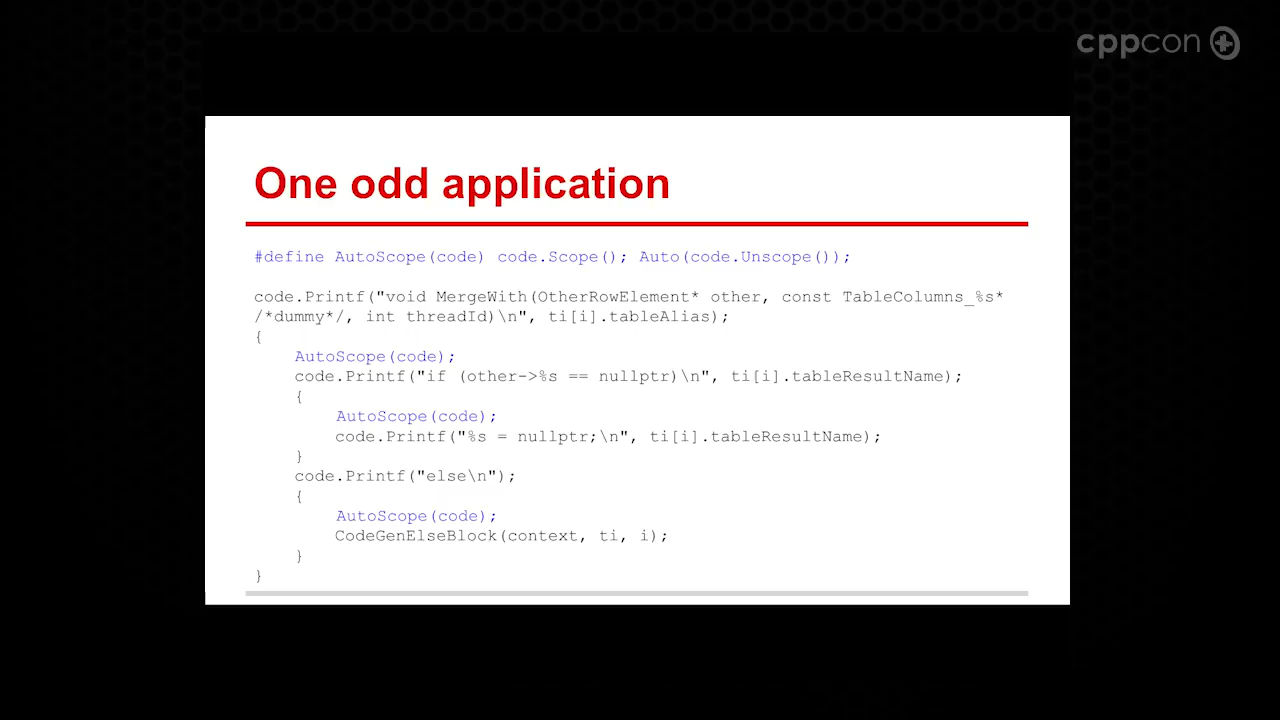 cppcon
One odd application
#define AutoScope(code) code.Scope(); Auto(code.Unscope());
code.Printf("void MergeWith(OtherRowElement* other, const TableColumns_%s*
/*dummy*/, int threadId)\n", ti[i].tableAlias);
{
    AutoScope(code);
    code.Printf("if (other->%s == nullptr)\n", ti[i].tableResultName);
    {
        AutoScope(code);
        code.Printf("%s = nullptr;\n", ti[i].tableResultName);
    }
    code.Printf("else\n");
    {
        AutoScope(code);
        CodeGenElseBlock(context, ti, i);
    }
}